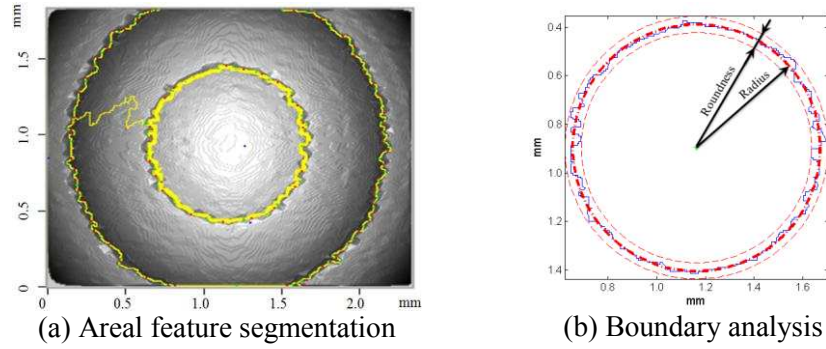 mm
1.5
1.0
0.5
0
0 0.5 1.0 1.5 2.0 mm
(a) Areal feature segmentation
0.4
0.6
0.8
1.0
1.2
1.4
mm
Roundness
Radius
0.8 1 1.2 1.4 1.6
mm
(b) Boundary analysis